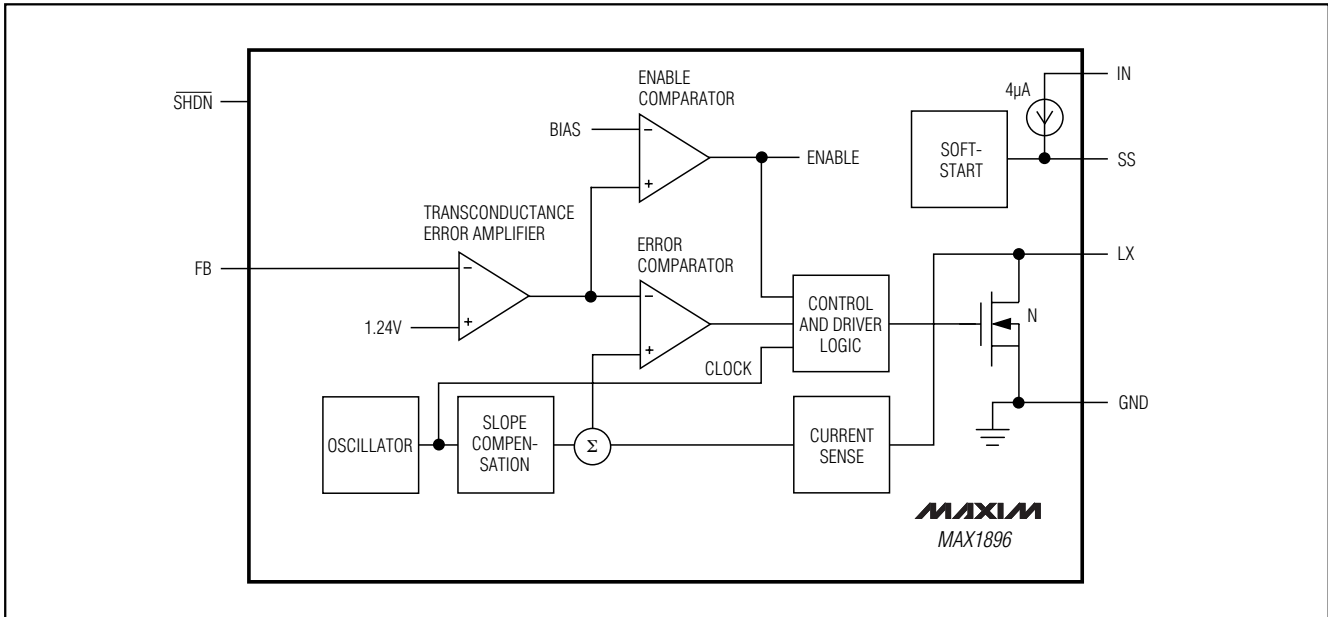 SHDN
ENABLE
COMPARATOR
BIAS
−
+
ENABLE
4µA
IN
SOFT-
START
SS
TRANSCONDUCTANCE
ERROR AMPLIFIER
FB
−
1.24V
+
ERROR
COMPARATOR
−
+
CLOCK
CONTROL
AND DRIVER
LOGIC
LX
N
GND
OSCILLATOR
SLOPE
COMPEN-
SATION
Σ
CURRENT
SENSE
MAXIM
MAX1896